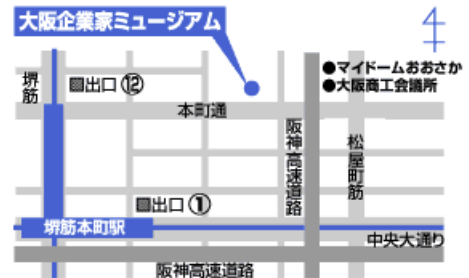 大阪企業家ミュージアム
●マイドームおおさか
●大阪商工会議所
堺筋
出口⑫
本町通
阪神高速道路
松屋町筋
出口①
堺筋本町駅
中央大通り
阪神高速道路